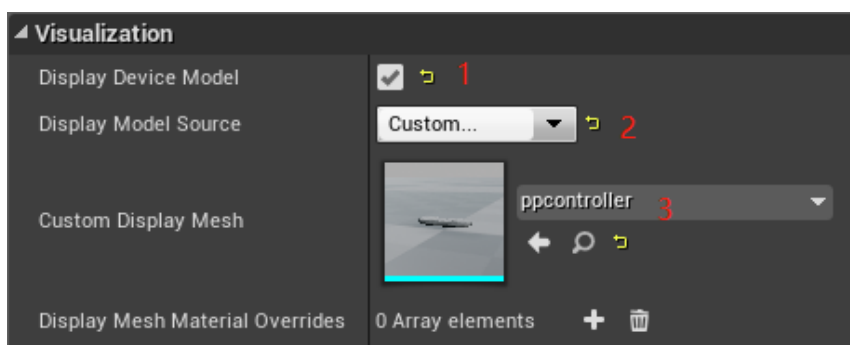 Visualization
Display Device Model 1
Display Model Source Custom... 2
ppcontroller 3
Custom Display Mesh
Display Mesh Material Overrides 0 Array elements